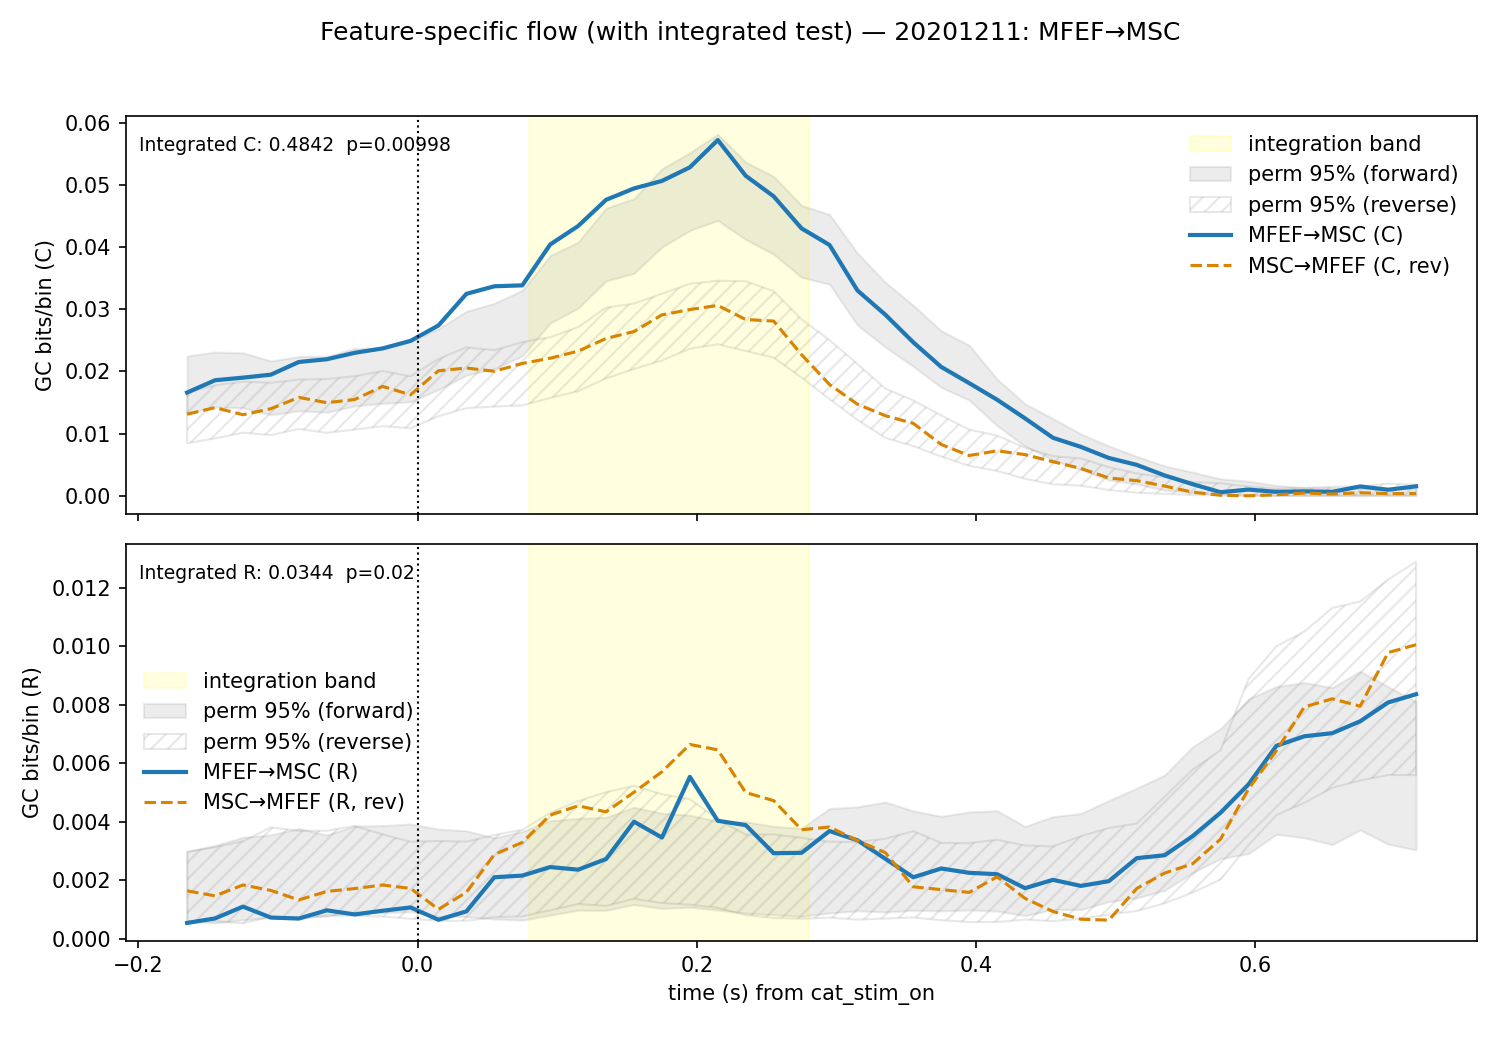 Feature-specific flow (with integrated test) — 20201211: MFEF→MSC
Integrated C: 0.4842  p=0.00998
integration band
perm 95% (forward)
perm 95% (reverse)
MFEF→MSC (C)
MSC→MFEF (C, rev)
GC bits/bin (C)
0.06
0.05
0.04
0.03
0.02
0.01
0.00
Integrated R: 0.0344  p=0.02
integration band
perm 95% (forward)
perm 95% (reverse)
MFEF→MSC (R)
MSC→MFEF (R, rev)
GC bits/bin (R)
0.012
0.010
0.008
0.006
0.004
0.002
0.000
−0.2 0.0 0.2 0.4 0.6
time (s) from cat_stim_on